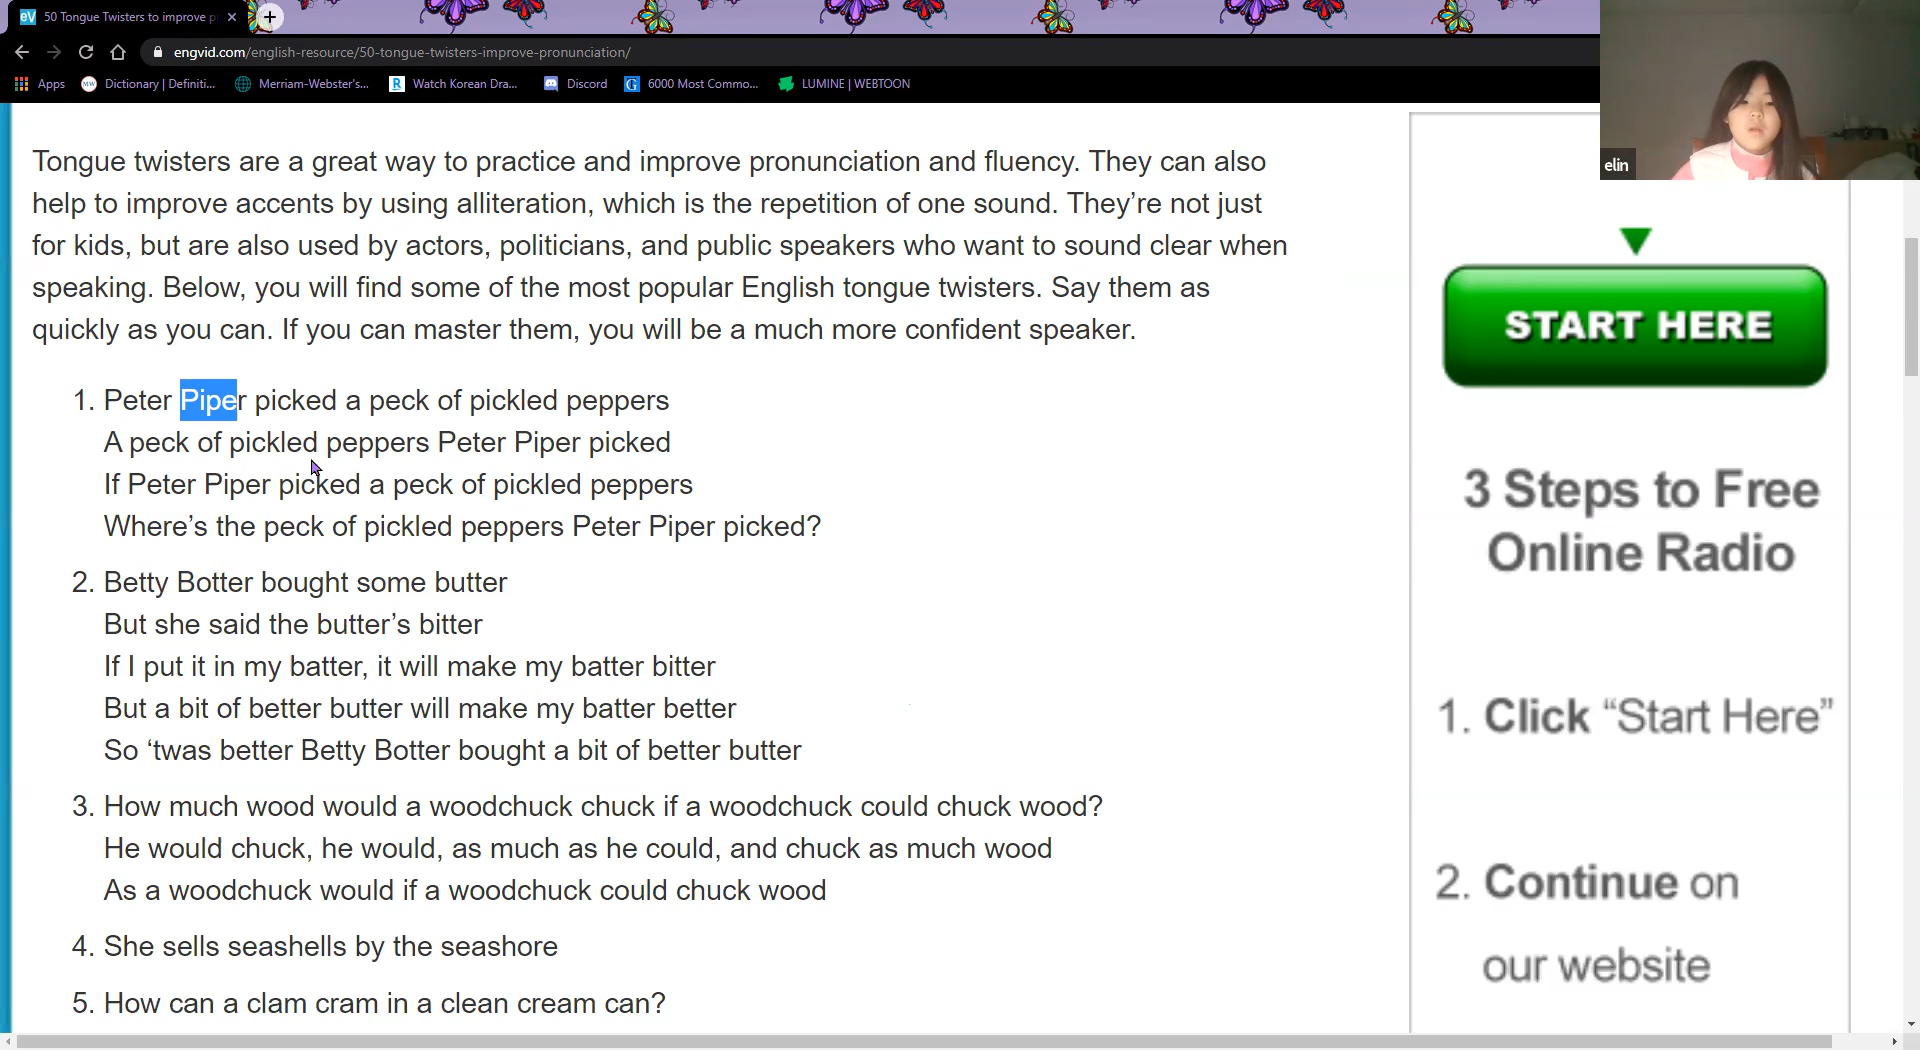 50 Tongue Twisters to improve p
engvid.com/english-resource/50-tongue-twisters-improve-pronunciation/
Apps Dictionary | Definiti... Merriam-Webster's... Watch Korean Dra... Discord 6000 Most Commo... LUMINE | WEBTOON
elin
Tongue twisters are a great way to practice and improve pronunciation and fluency. They can also
help to improve accents by using alliteration, which is the repetition of one sound. They’re not just
for kids, but are also used by actors, politicians, and public speakers who want to sound clear when
speaking. Below, you will find some of the most popular English tongue twisters. Say them as
quickly as you can. If you can master them, you will be a much more confident speaker.
1. Peter Piper picked a peck of pickled peppers
A peck of pickled peppers Peter Piper picked
If Peter Piper picked a peck of pickled peppers
Where’s the peck of pickled peppers Peter Piper picked?
2. Betty Botter bought some butter
But she said the butter’s bitter
If I put it in my batter, it will make my batter bitter
But a bit of better butter will make my batter better
So ‘twas better Betty Botter bought a bit of better butter
3. How much wood would a woodchuck chuck if a woodchuck could chuck wood?
He would chuck, he would, as much as he could, and chuck as much wood
As a woodchuck would if a woodchuck could chuck wood
4. She sells seashells by the seashore
5. How can a clam cram in a clean cream can?
START HERE
3 Steps to Free
Online Radio
1. Click “Start Here”
2. Continue on
our website